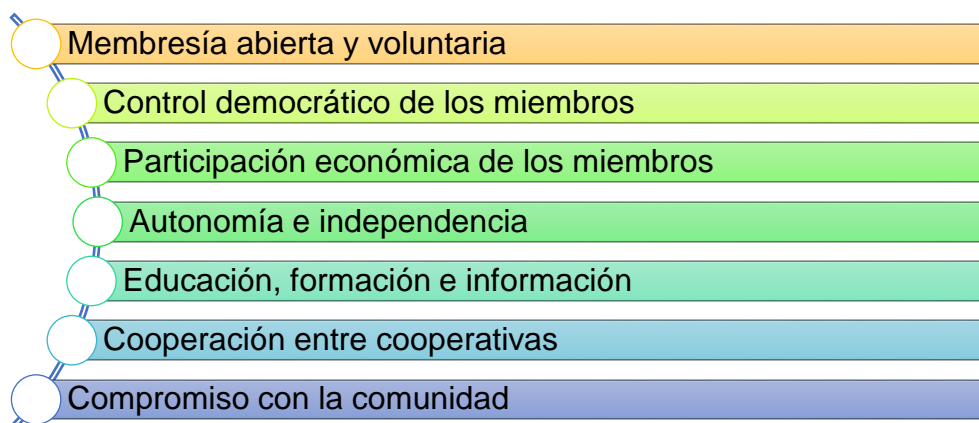 Membresía abierta y voluntaria
Control democrático de los miembros
Participación económica de los miembros
Autonomía e independencia
Educación, formación e información
Cooperación entre cooperativas
Compromiso con la comunidad